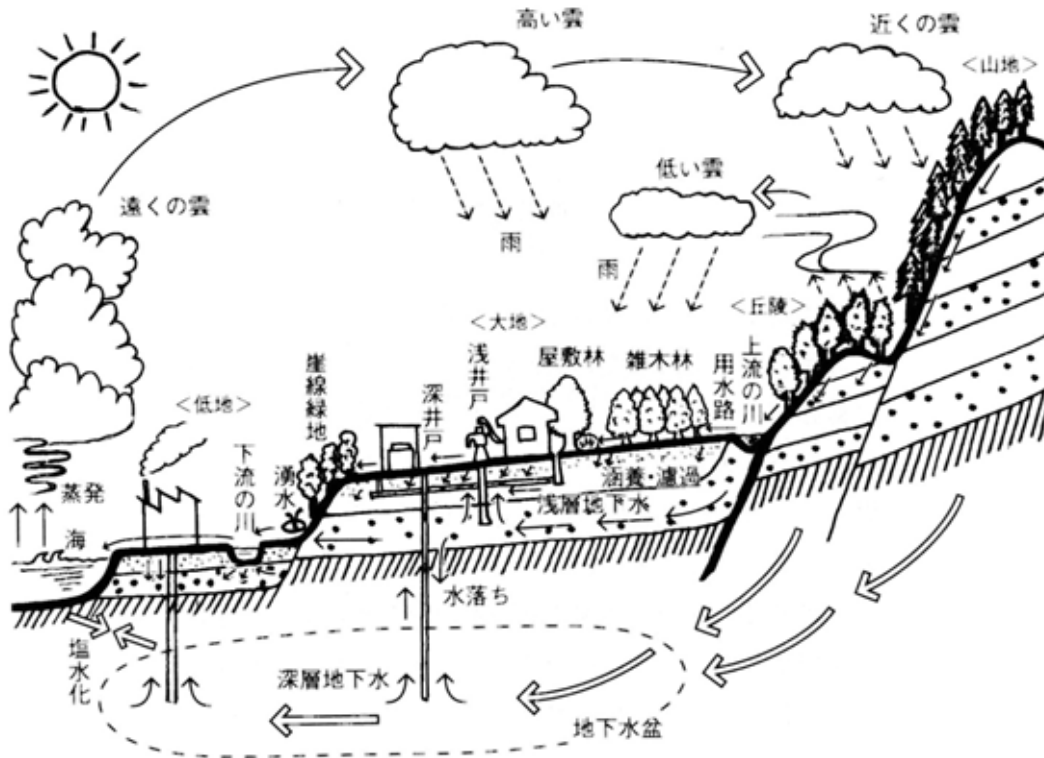 高い雲
近くの雲
<山地>
遠くの雲
低い雲
雨
雨
<丘陵>
<大地>
浅井戸
屋敷林
雑木林
用水路
上流の川
崖線緑地
深井戸
<低地>
下流の川
湧水
涵養・濾過
浅層地下水
蒸発
海
水落ち
塩水化
深層地下水
地下水盆